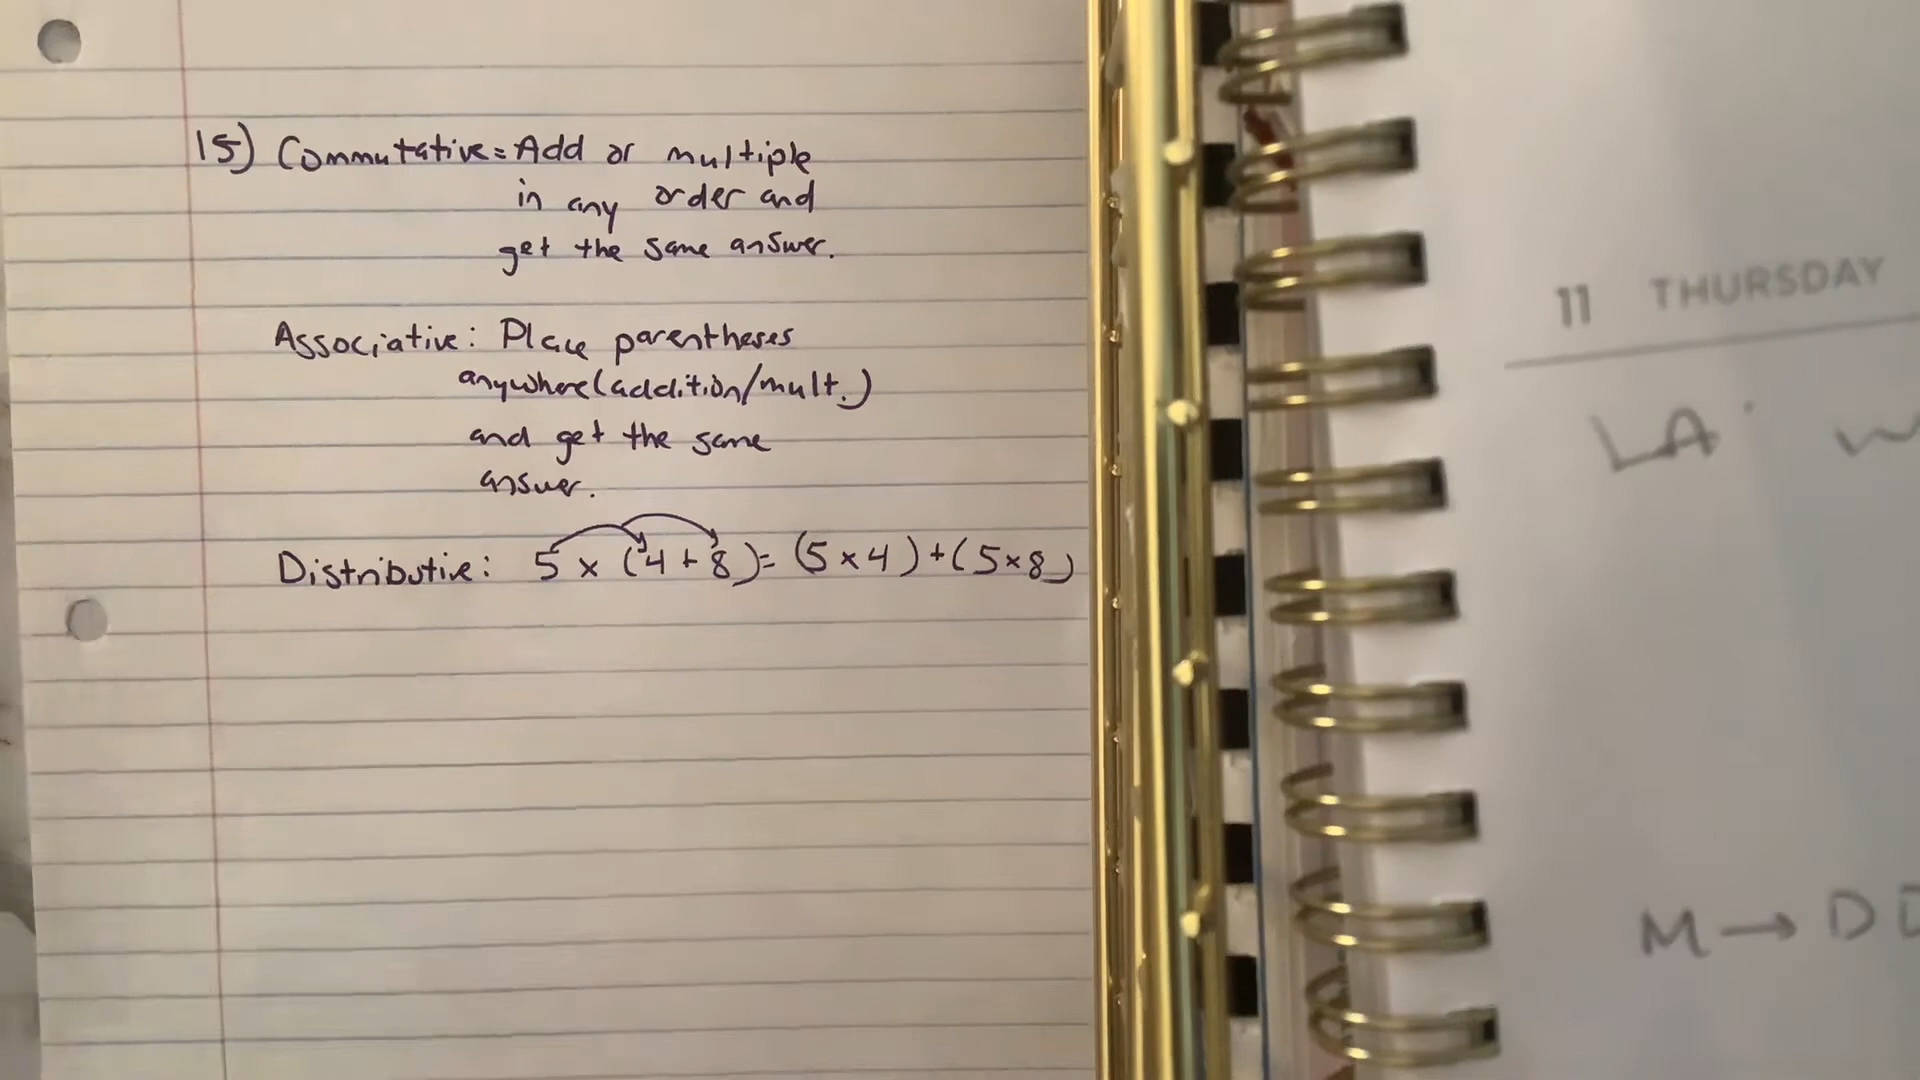 15) Commutative = Add or multiple
in any order and
get the same answer.
Associative: Place parentheses
anywhere (addition/mult.)
and get the same
answer.
Distributive: 5 x (4 + 8) = (5 x 4) + (5 x 8)
11 THURSDAY
LA
M → D